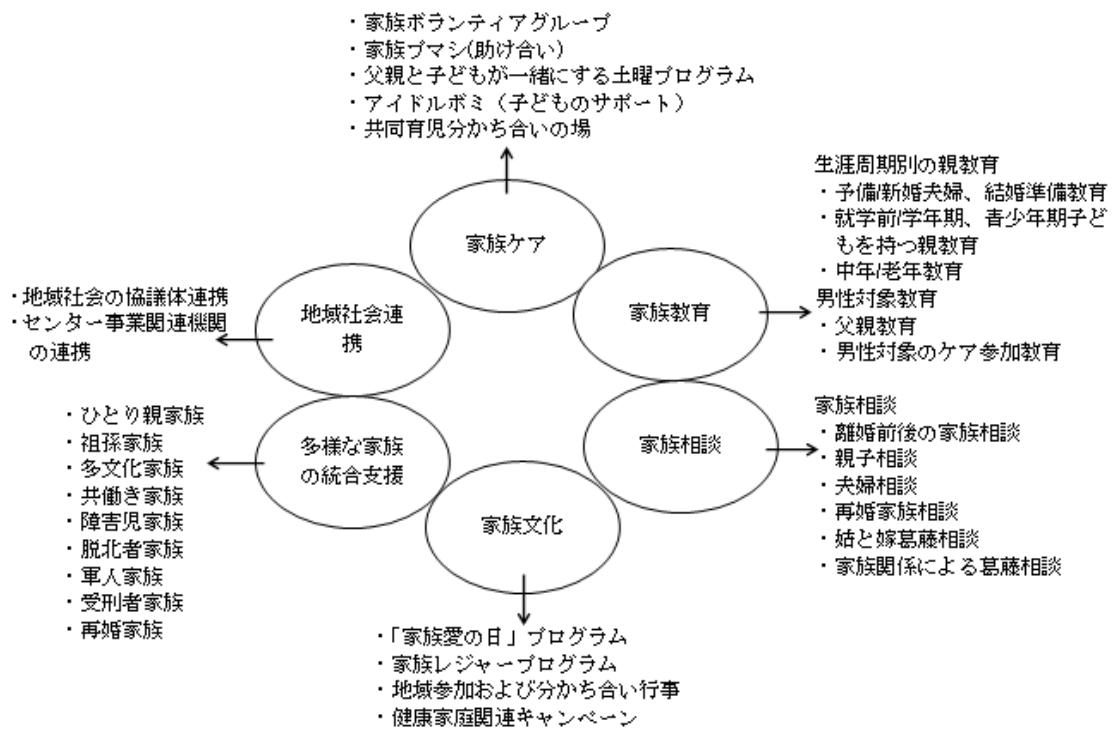 ・家族ボランティアグループ
・家族プマシ(助け合い)
・父親と子どもが一緒にする土曜プログラム
・アイドルボミ（子どものサポート）
・共同育児分かち合いの場
家族ケア
生涯周期別の親教育
・予備/新婚夫婦、結婚準備教育
・就学前/学年期、青少年期子ど
もを持つ親教育
・中年/老年教育
男性対象教育
・父親教育
・男性対象のケア参加教育
家族教育
・地域社会の協議体連携
・センター事業関連機関
の連携
地域社会連
携
家族相談
・離婚前後の家族相談
・親子相談
・夫婦相談
・再婚家族相談
・姑と嫁葛藤相談
・家族関係による葛藤相談
家族相談
・ひとり親家族
・祖孫家族
・多文化家族
・共働き家族
・障害児家族
・脱北者家族
・軍人家族
・受刑者家族
・再婚家族
多様な家族
の統合支援
家族文化
・「家族愛の日」プログラム
・家族レジャープログラム
・地域参加および分かち合い行事
・健康家庭関連キャンペーン